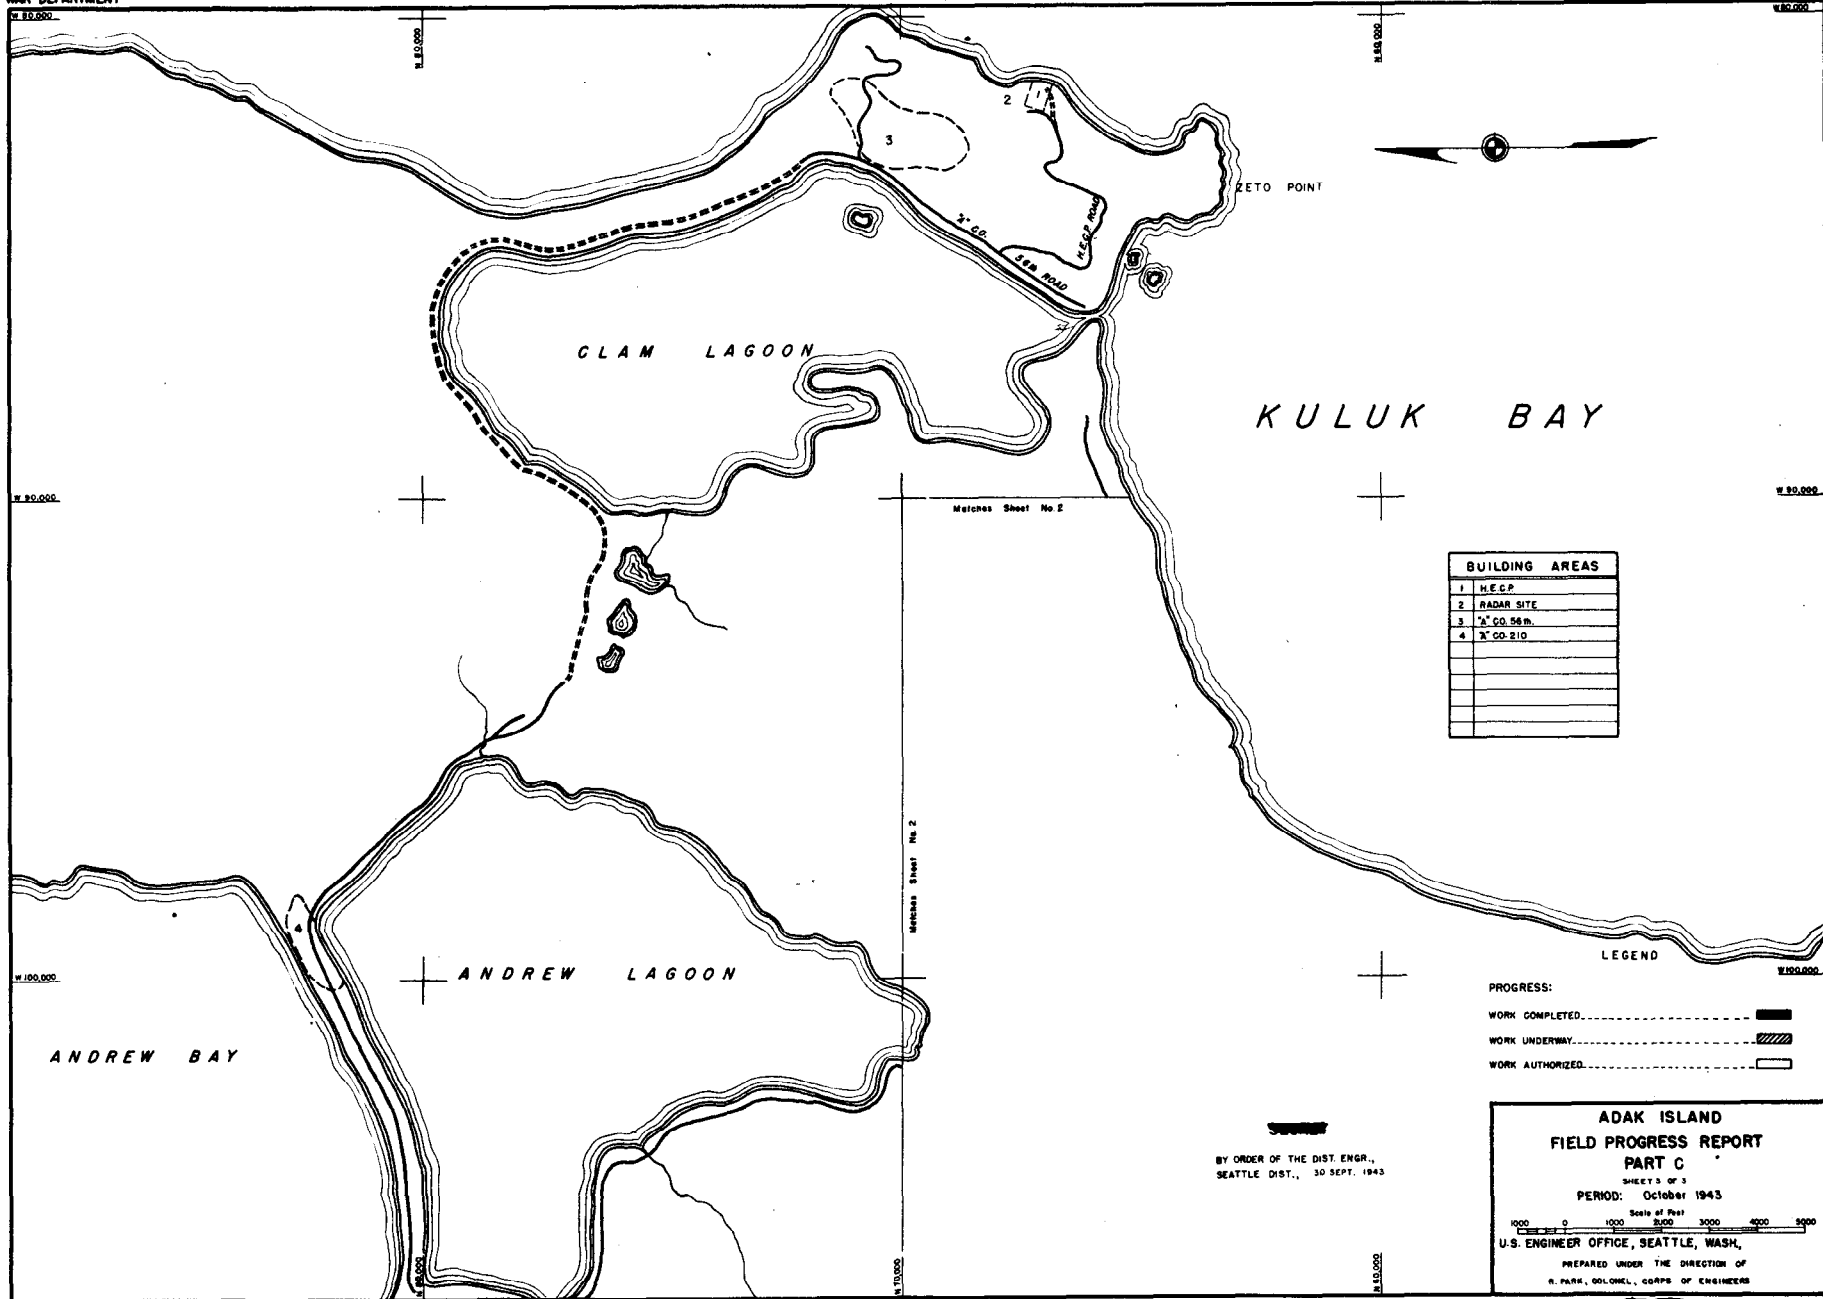 WAR DEPARTMENT
W 80,000
N 80,000
N 60,000
W 80,000
2
1
3
ZETO POINT
"A" CO.
56th ROAD
H.E.C.P. ROAD
CLAM LAGOON
KULUK BAY
W 90,000
W 90,000
Matches Sheet No. 2
BUILDING AREAS
1 H.E.C.P.
2 RADAR SITE
3 "A" CO. 56th.
4 "A" CO-210
Matches Sheet No. 2
4
LEGEND
W 100,000
ANDREW LAGOON
W 100,000
PROGRESS:
WORK COMPLETED
WORK UNDERWAY
WORK AUTHORIZED
ANDREW BAY
BY ORDER OF THE DIST. ENGR.,
SEATTLE DIST., 30 SEPT. 1943
ADAK ISLAND
FIELD PROGRESS REPORT
PART C
SHEET 3 OF 3
PERIOD: October 1943
Scale of Feet
1000 0 1000 2000 3000 4000 5000
U.S. ENGINEER OFFICE, SEATTLE, WASH.,
PREPARED UNDER THE DIRECTION OF
R. PARK, COLONEL, CORPS OF ENGINEERS
N 70,000